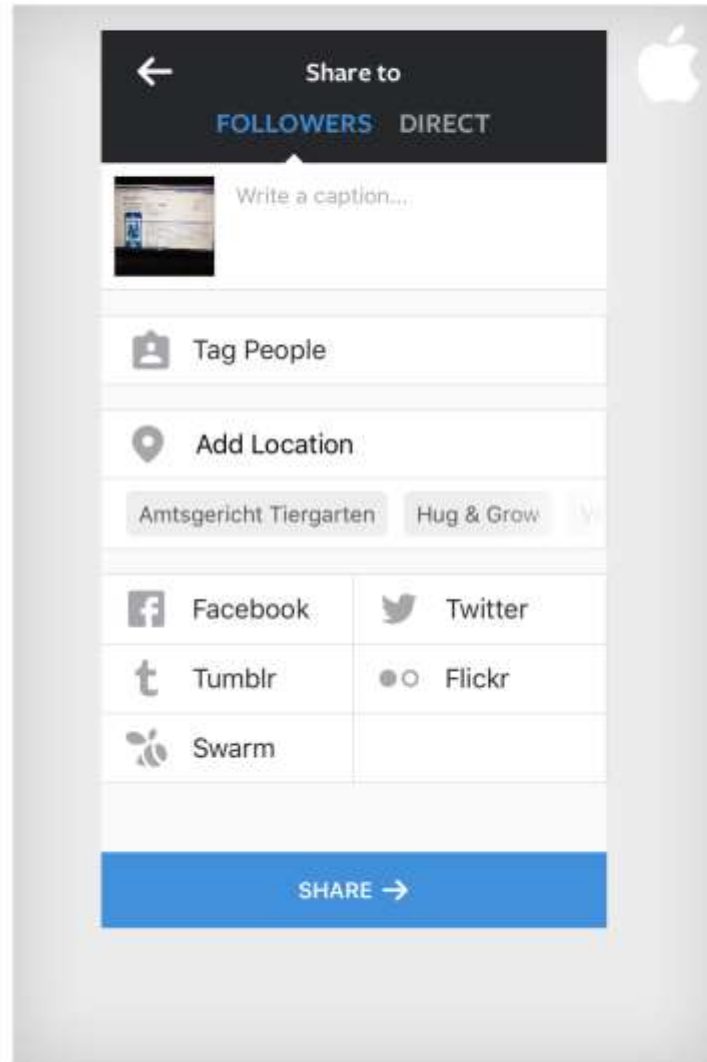 Share to
FOLLOWERS DIRECT
Write a caption...
Tag People
Add Location
Amtsgericht Tiergarten Hug & Grow
Facebook Twitter
Tumblr Flickr
Swarm
SHARE →